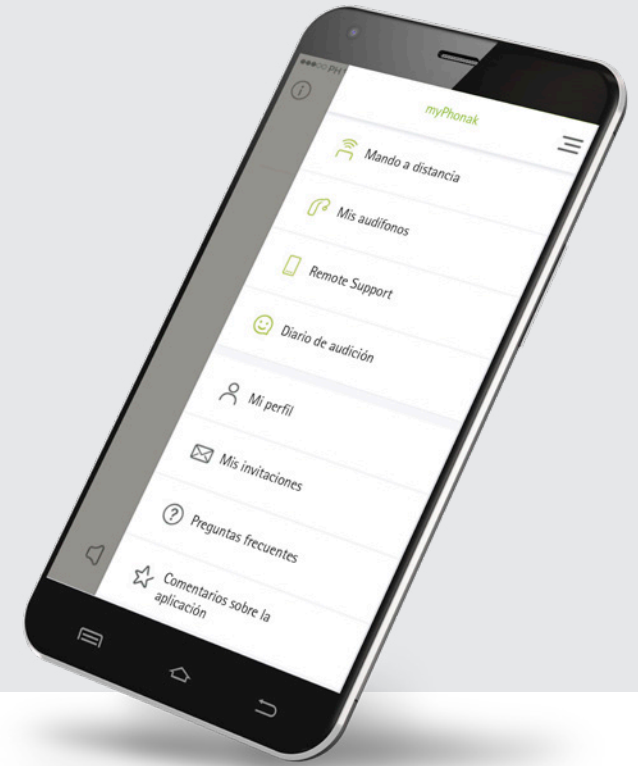 ●●●○○ PH
myPhonak
Mando a distancia
Mis audífonos
Remote Support
Diario de audición
Mi perfil
Mis invitaciones
Preguntas frecuentes
Comentarios sobre la
aplicación